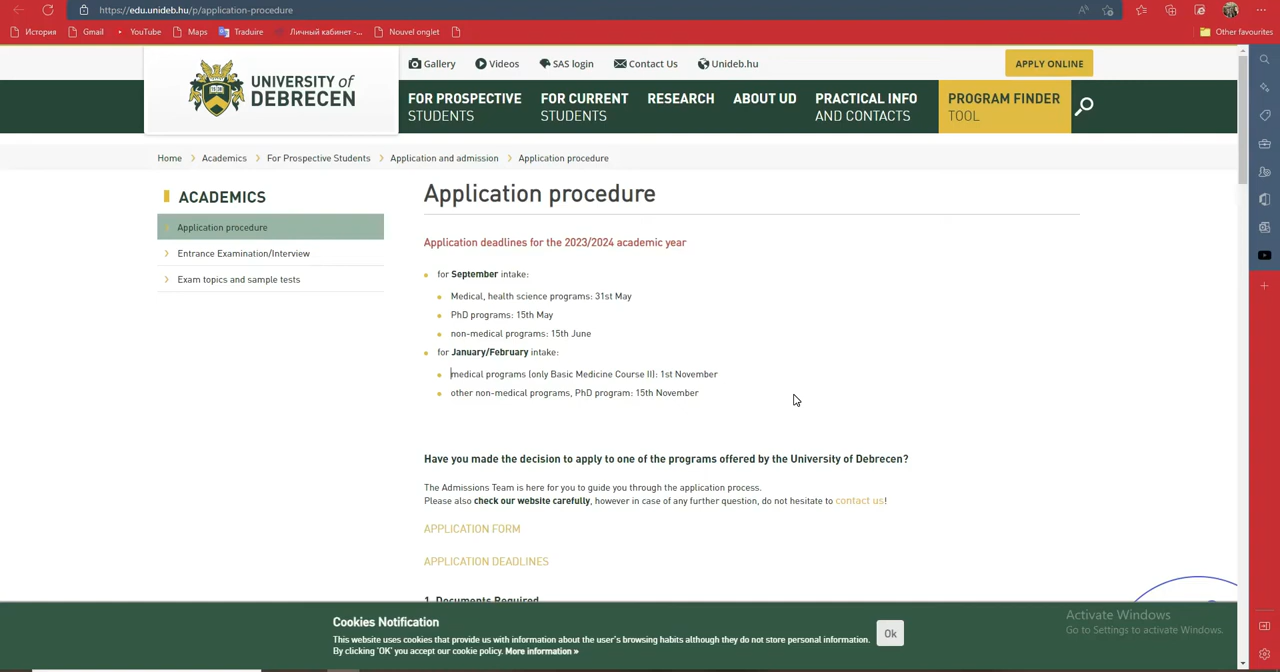 https://edu.unideb.hu/p/application-procedure
История
Gmail
YouTube
Maps
Traduire
Личный кабинет -...
Nouvel onglet
Other favourites
UNIVERSITY of
DEBRECEN
Gallery
Videos
SAS login
Contact Us
Unideb.hu
APPLY ONLINE
FOR PROSPECTIVE
STUDENTS
FOR CURRENT
STUDENTS
RESEARCH
ABOUT UD
PRACTICAL INFO
AND CONTACTS
PROGRAM FINDER
TOOL
Home > Academics > For Prospective Students > Application and admission > Application procedure
ACADEMICS
Application procedure
Entrance Examination/Interview
Exam topics and sample tests
Application procedure
Application deadlines for the 2023/2024 academic year
for September intake:
Medical, health science programs: 31st May
PhD programs: 15th May
non-medical programs: 15th June
for January/February intake:
medical programs (only Basic Medicine Course II): 1st November
other non-medical programs, PhD program: 15th November
Have you made the decision to apply to one of the programs offered by the University of Debrecen?
The Admissions Team is here for you to guide you through the application process.
Please also check our website carefully, however in case of any further question, do not hesitate to contact us!
APPLICATION FORM
APPLICATION DEADLINES
1. Documents Required
Cookies Notification
This website uses cookies that provide us with information about the user's browsing habits although they do not store personal information.
By clicking 'OK' you accept our cookie policy. More information »
Ok
Activate Windows
Go to Settings to activate Windows.